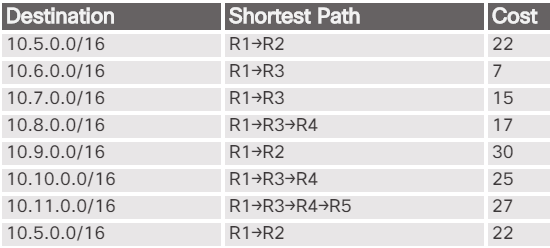 Destination Shortest Path Cost
10.5.0.0/16 R1→R2 22
10.6.0.0/16 R1→R3 7
10.7.0.0/16 R1→R3 15
10.8.0.0/16 R1→R3→R4 17
10.9.0.0/16 R1→R2 30
10.10.0.0/16 R1→R3→R4 25
10.11.0.0/16 R1→R3→R4→R5 27
10.5.0.0/16 R1→R2 22